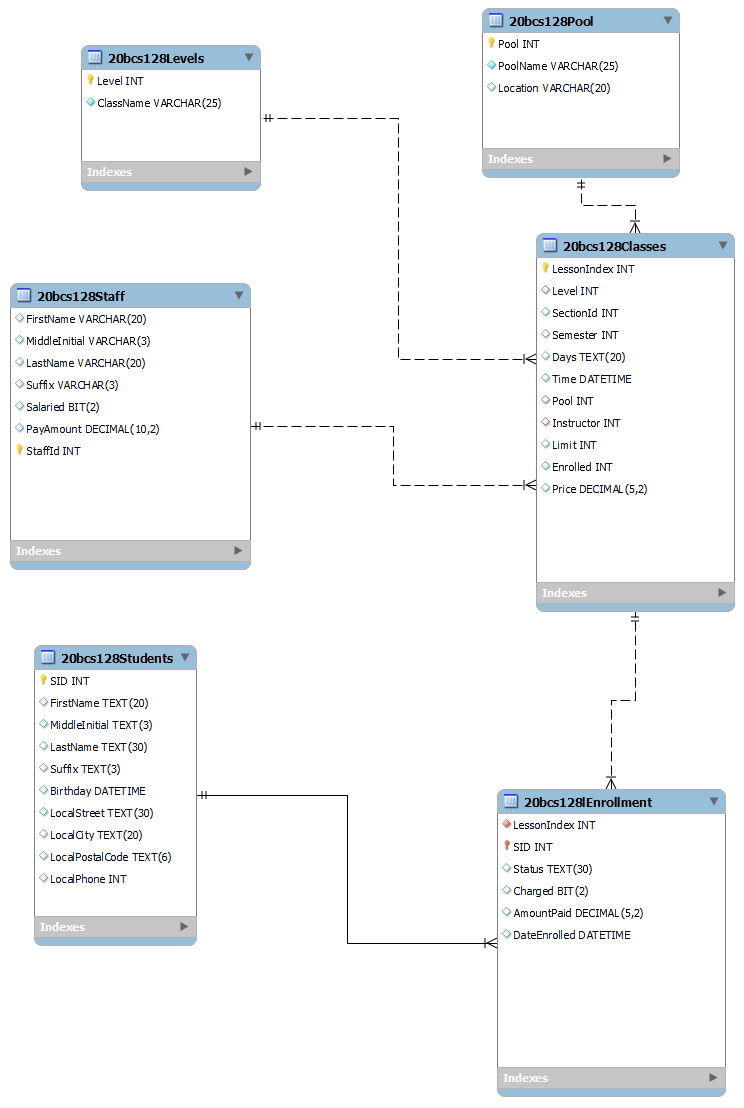 20bcs128Levels
Level INT
ClassName VARCHAR(25)
Indexes
20bcs128Pool
Pool INT
PoolName VARCHAR(25)
Location VARCHAR(20)
Indexes
20bcs128Classes
LessonIndex INT
Level INT
SectionId INT
Semester INT
Days TEXT(20)
Time DATETIME
Pool INT
Instructor INT
Limit INT
Enrolled INT
Price DECIMAL(5,2)
Indexes
20bcs128Staff
FirstName VARCHAR(20)
MiddleInitial VARCHAR(3)
LastName VARCHAR(20)
Suffix VARCHAR(3)
Salaried BIT(2)
PayAmount DECIMAL(10,2)
StaffId INT
Indexes
20bcs128Students
SID INT
FirstName TEXT(20)
MiddleInitial TEXT(3)
LastName TEXT(30)
Suffix TEXT(3)
Birthday DATETIME
LocalStreet TEXT(30)
LocalCity TEXT(20)
LocalPostalCode TEXT(6)
LocalPhone INT
Indexes
20bcs128lEnrollment
LessonIndex INT
SID INT
Status TEXT(30)
Charged BIT(2)
AmountPaid DECIMAL(5,2)
DateEnrolled DATETIME
Indexes